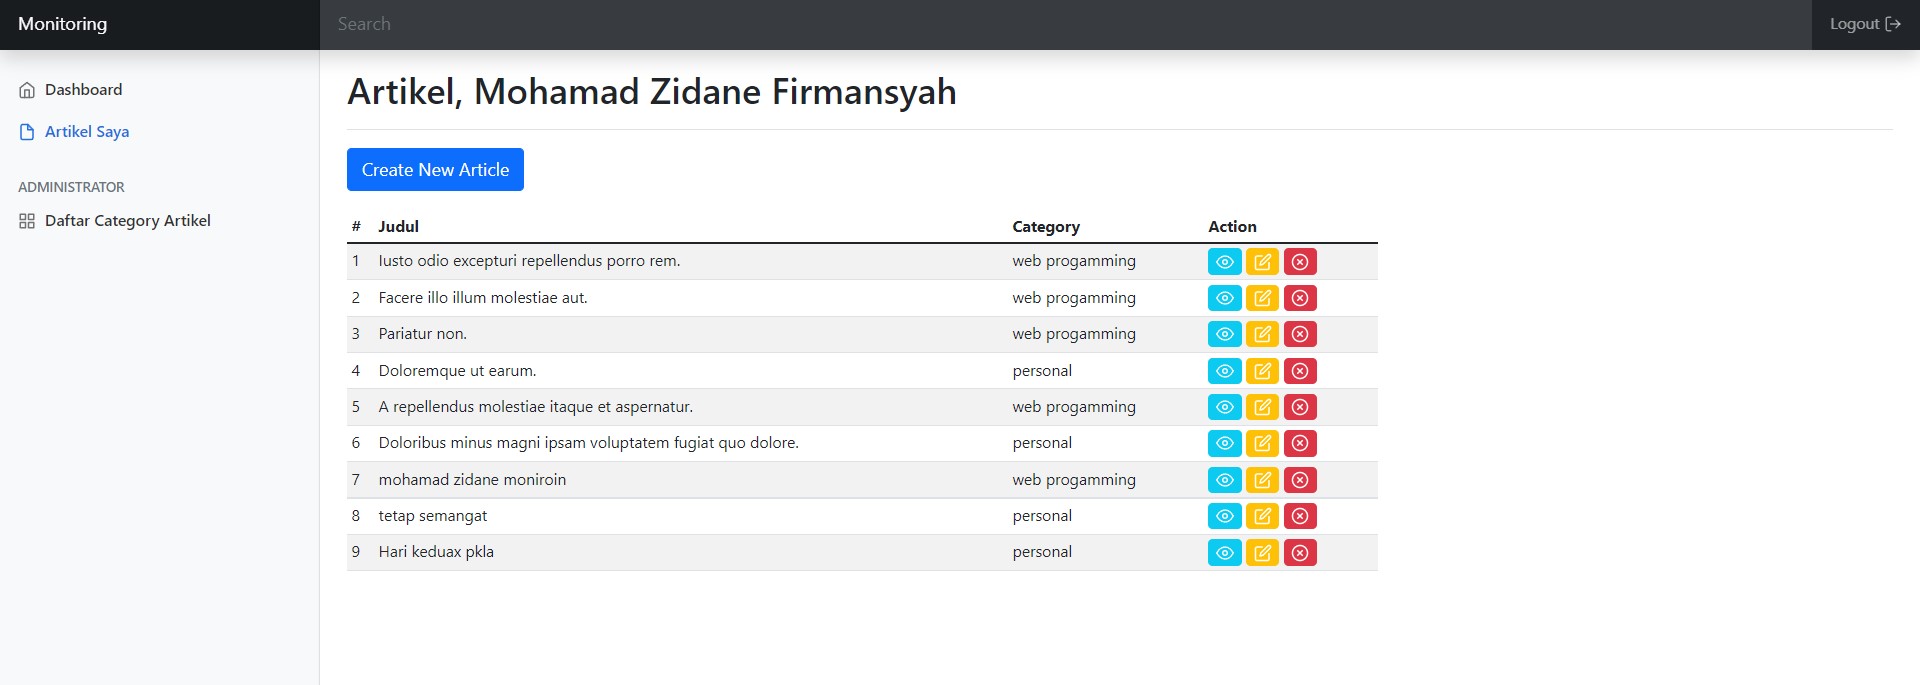 Monitoring
Search
Logout
Dashboard
Artikel Saya
ADMINISTRATOR
Daftar Category Artikel
Artikel, Mohamad Zidane Firmansyah
Create New Article
# Judul Category Action
1 Iusto odio excepturi repellendus porro rem. web progamming
2 Facere illo illum molestiae aut. web progamming
3 Pariatur non. web progamming
4 Doloremque ut earum. personal
5 A repellendus molestiae itaque et aspernatur. web progamming
6 Doloribus minus magni ipsam voluptatem fugiat quo dolore. personal
7 mohamad zidane moniroin web progamming
8 tetap semangat personal
9 Hari keduax pkla personal